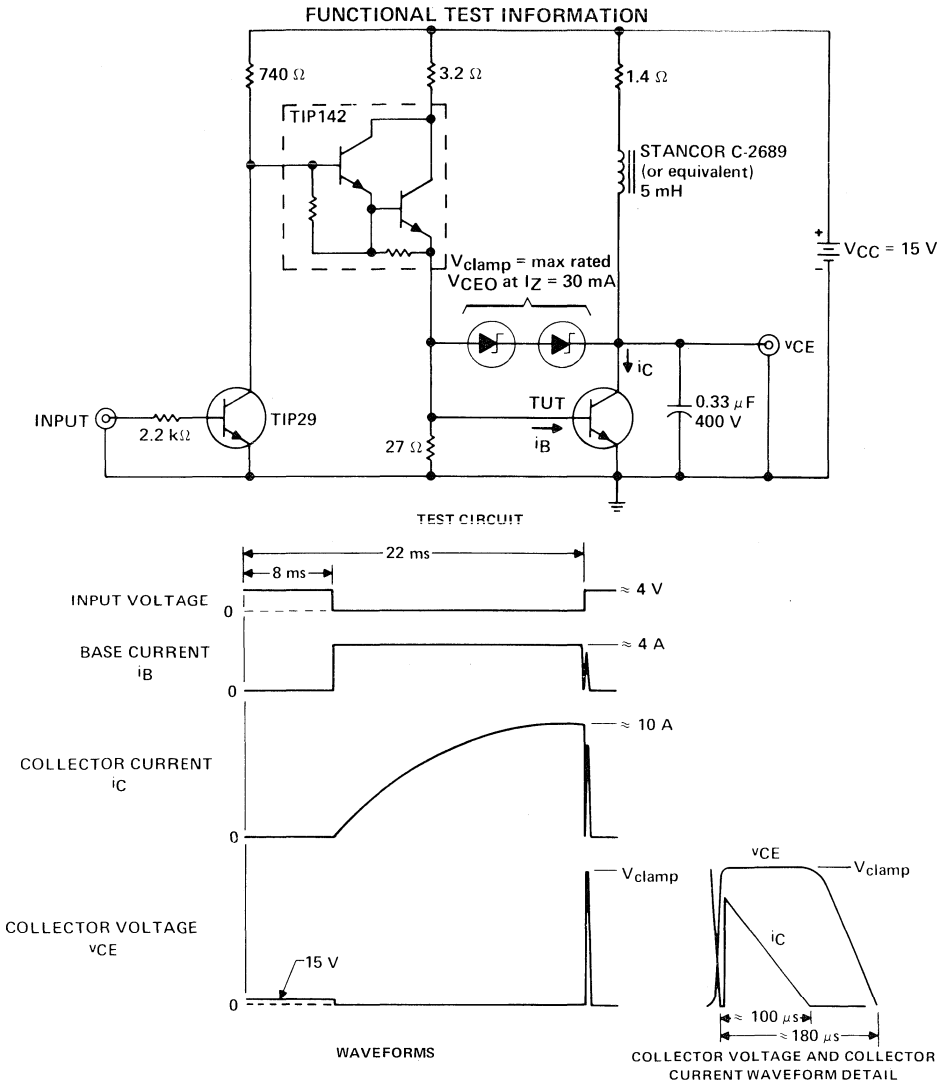 FUNCTIONAL TEST INFORMATION
740 Ω
3.2 Ω
1.4 Ω
TIP142
STANCOR C-2689
(or equivalent)
5 mH
+
VCC = 15 V
-
Vclamp = max rated
VCEO at IZ = 30 mA
vCE
iC
INPUT
2.2 kΩ
TIP29
TUT
iB
27 Ω
0.33 μF
400 V
TEST CIRCUIT
22 ms
8 ms
INPUT VOLTAGE
0
≈ 4 V
BASE CURRENT
iB
0
≈ 4 A
COLLECTOR CURRENT
iC
0
≈ 10 A
COLLECTOR VOLTAGE
vCE
15 V
0
Vclamp
WAVEFORMS
vCE
Vclamp
iC
≈ 100 μs
≈ 180 μs
COLLECTOR VOLTAGE AND COLLECTOR
CURRENT WAVEFORM DETAIL